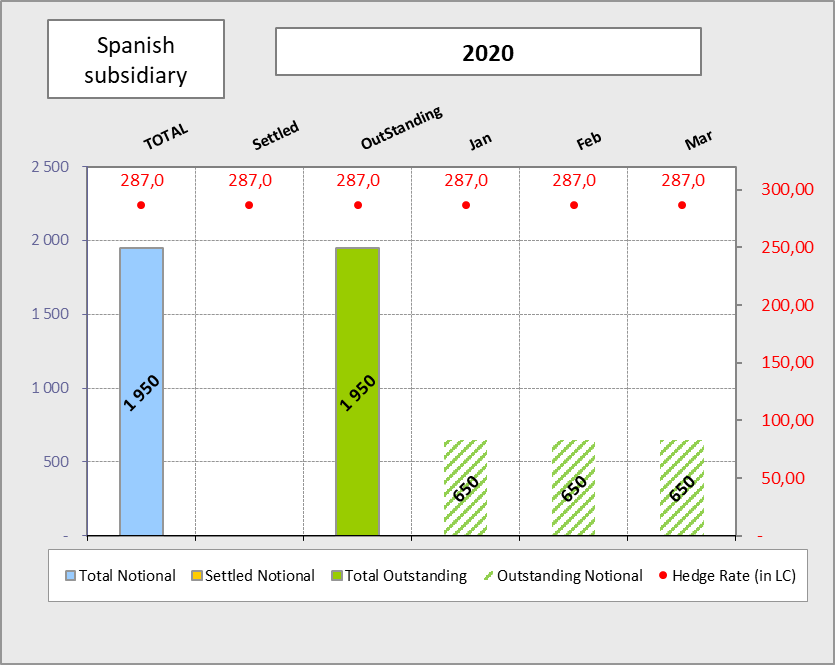 Spanish
subsidiary
2020
TOTAL Settled OutStanding Jan Feb Mar
2 500 287,0 287,0 287,0 287,0 287,0 287,0 300,00
2 000 250,00
1 500 200,00
150,00
1 000 1 950 1 950
100,00
500 650 650 650 50,00
- -
Total Notional Settled Notional Total Outstanding Outstanding Notional Hedge Rate (in LC)